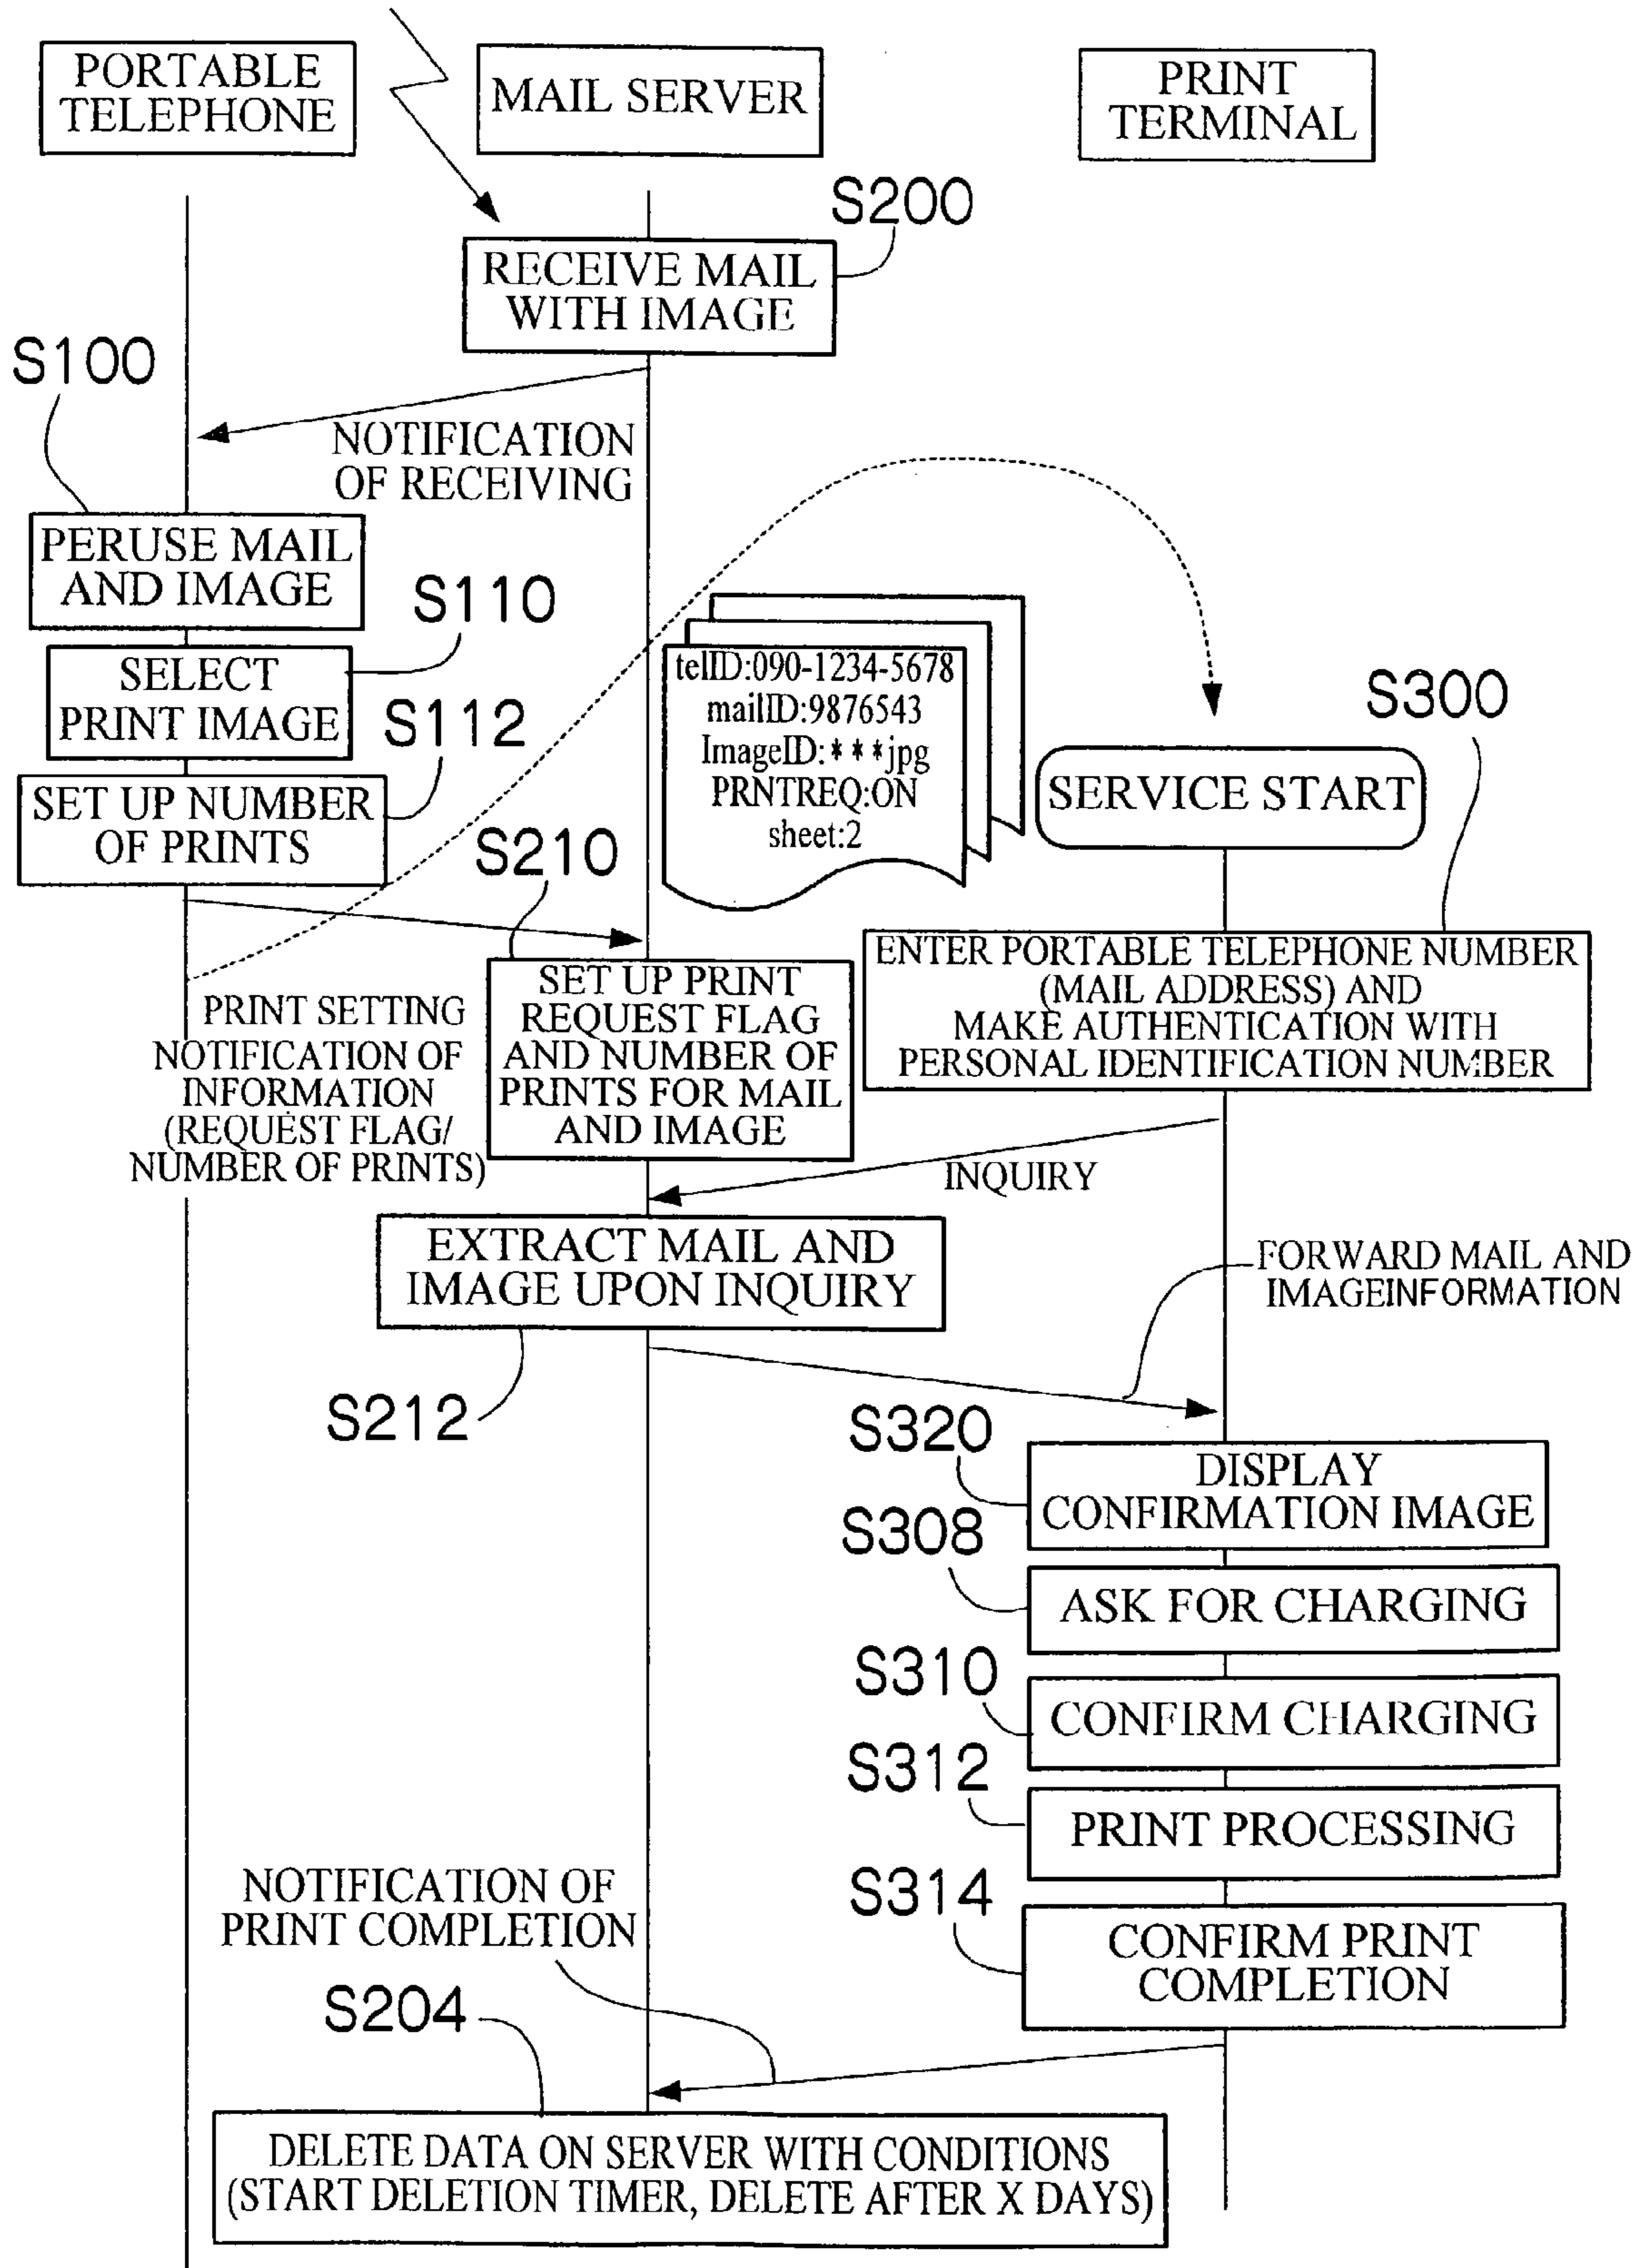 PORTABLE
TELEPHONE
MAIL SERVER
PRINT
TERMINAL
S200
RECEIVE MAIL
WITH IMAGE
S100
NOTIFICATION
OF RECEIVING
PERUSE MAIL
AND IMAGE
S110
SELECT
PRINT IMAGE
S112
SET UP NUMBER
OF PRINTS
telID:090-1234-5678
mailID:9876543
ImageID:***jpg
PRNTREQ:ON
sheet:2
S300
SERVICE START
S210
ENTER PORTABLE TELEPHONE NUMBER
(MAIL ADDRESS) AND
MAKE AUTHENTICATION WITH
PERSONAL IDENTIFICATION NUMBER
PRINT SETTING
NOTIFICATION OF
INFORMATION
(REQUEST FLAG/
NUMBER OF PRINTS)
SET UP PRINT
REQUEST FLAG
AND NUMBER OF
PRINTS FOR MAIL
AND IMAGE
INQUIRY
EXTRACT MAIL AND
IMAGE UPON INQUIRY
FORWARD MAIL AND
IMAGEINFORMATION
S212
S320
DISPLAY
CONFIRMATION IMAGE
S308
ASK FOR CHARGING
S310
CONFIRM CHARGING
S312
PRINT PROCESSING
S314
CONFIRM PRINT
COMPLETION
NOTIFICATION OF
PRINT COMPLETION
S204
DELETE DATA ON SERVER WITH CONDITIONS
(START DELETION TIMER, DELETE AFTER X DAYS)